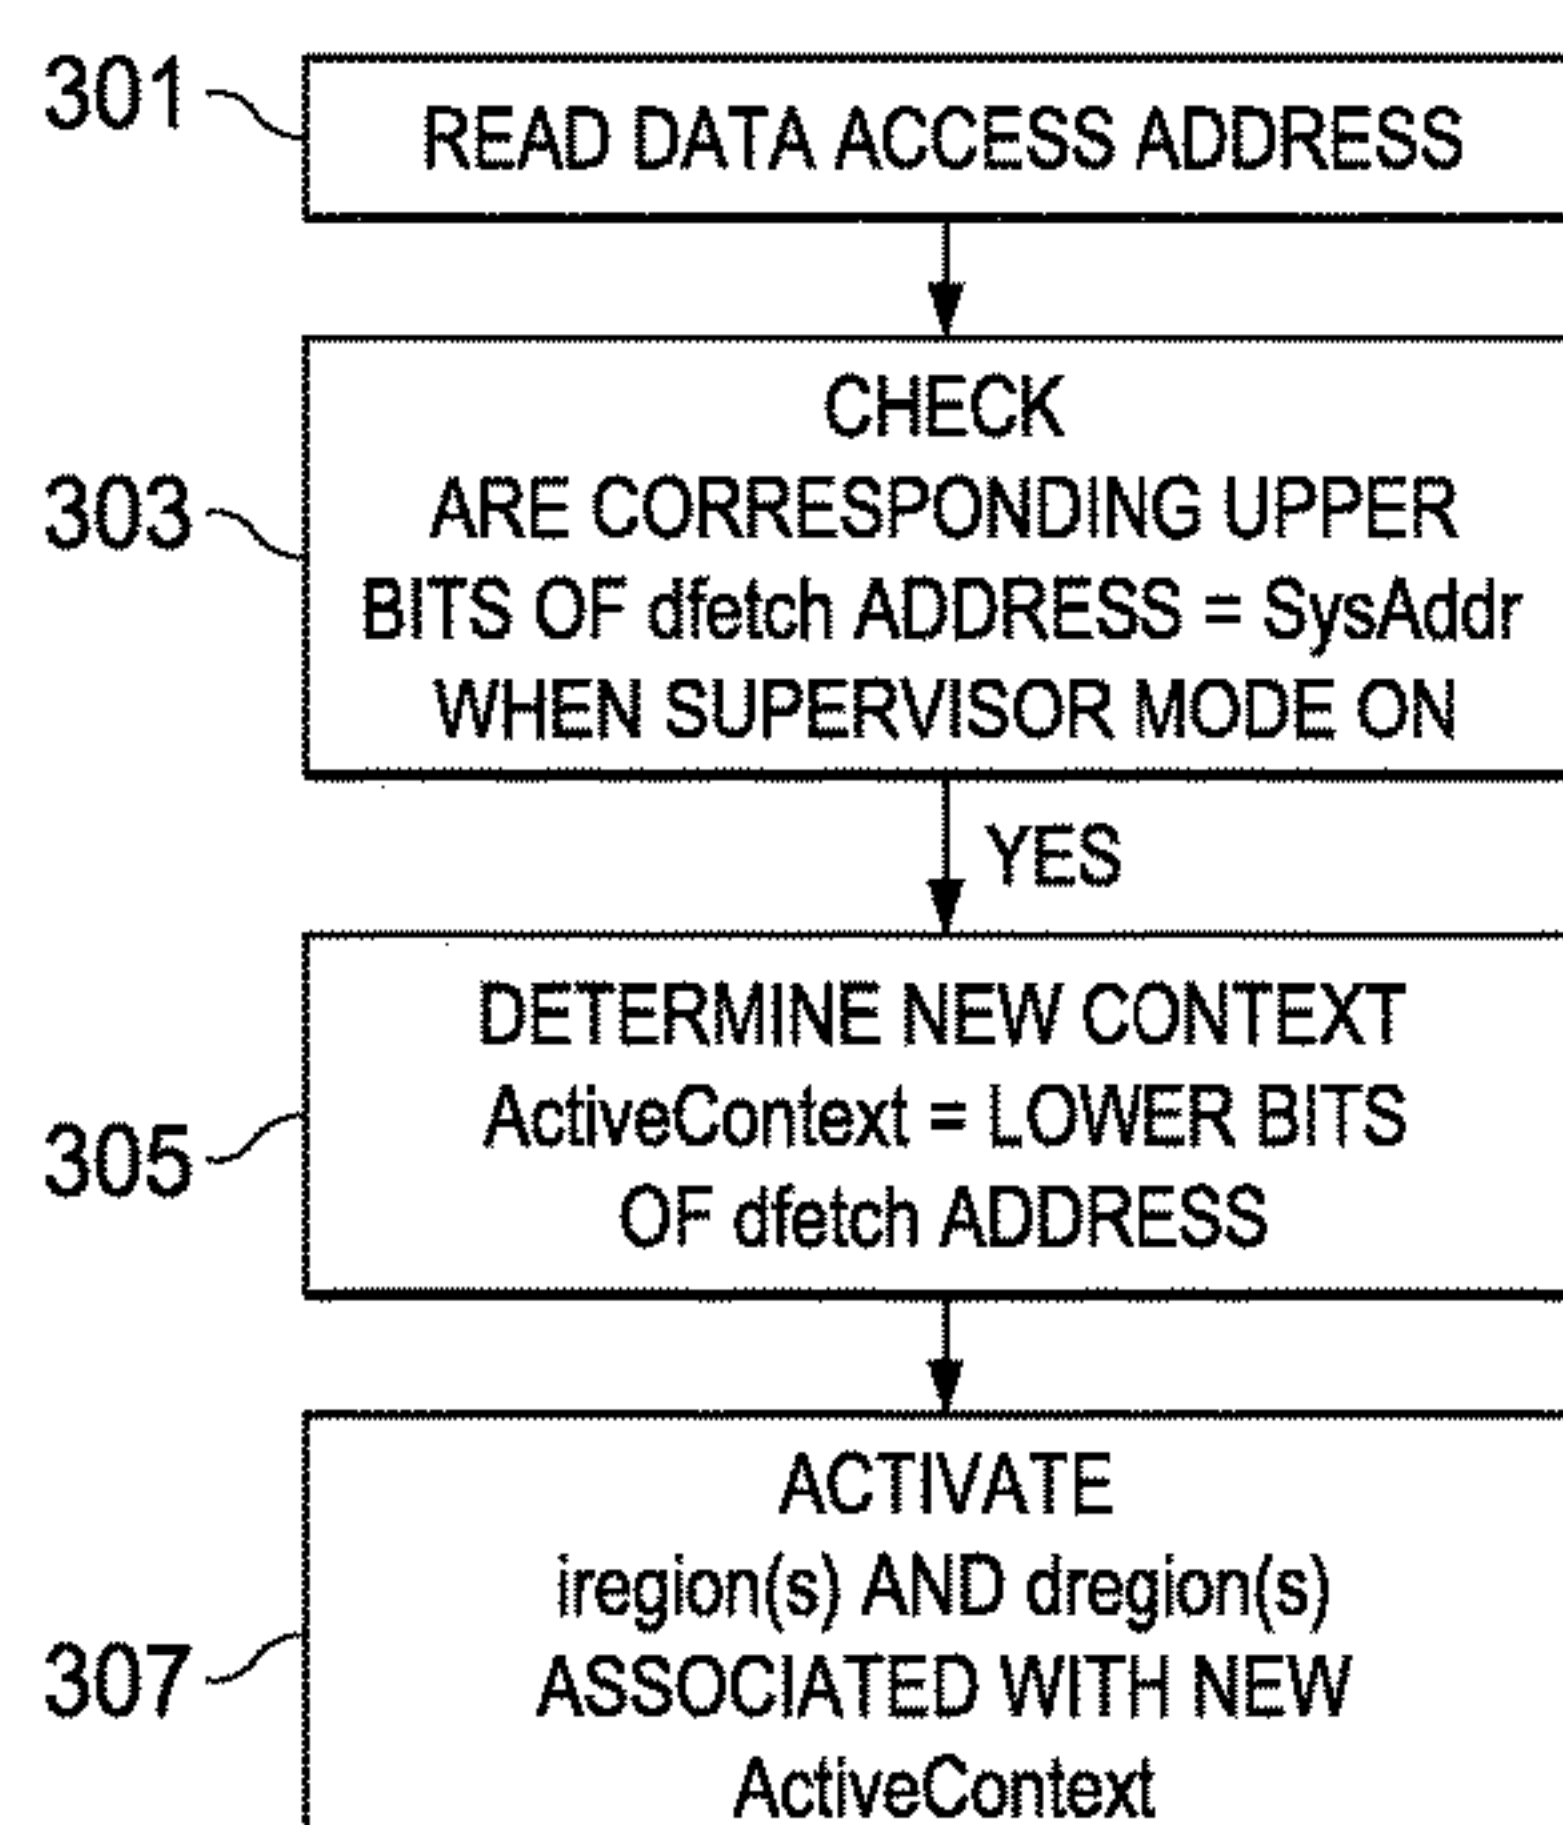 301
READ DATA ACCESS ADDRESS
CHECK
303
ARE CORRESPONDING UPPER
BITS OF dfetch ADDRESS = SysAddr
WHEN SUPERVISOR MODE ON
YES
DETERMINE NEW CONTEXT
305
ActiveContext = LOWER BITS
OF dfetch ADDRESS
ACTIVATE
iregion(s) AND dregion(s)
307
ASSOCIATED WITH NEW
ActiveContext